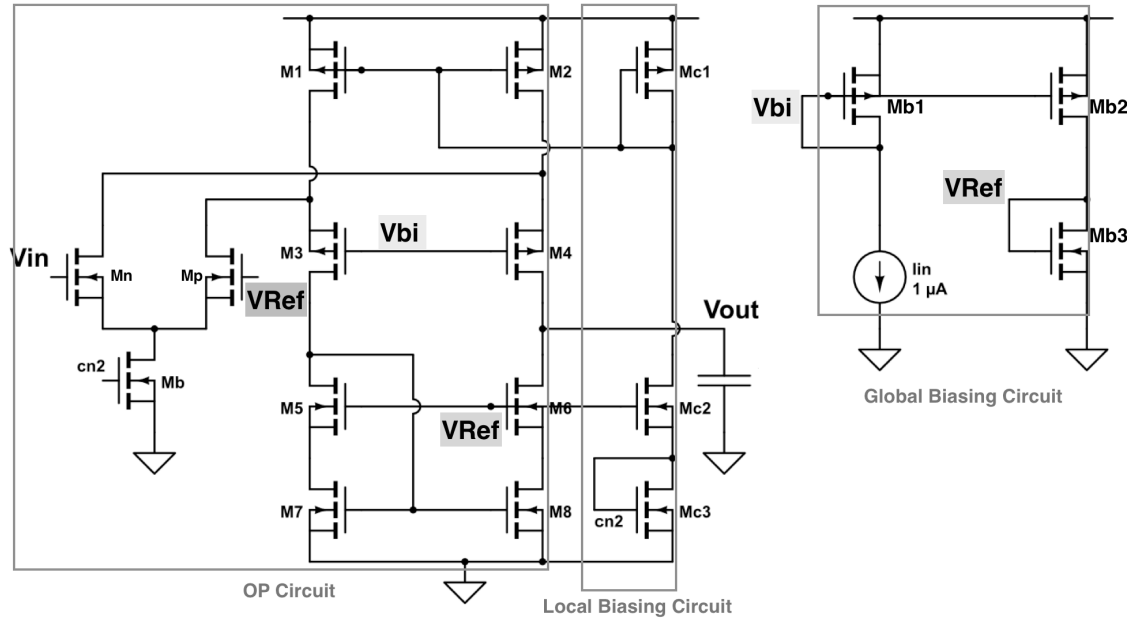 M1
M2
Mc1
Vbi
Mb1
Mb2
VRef
Mb3
Vin
Mn
Mp
VRef
M3
Vbi
M4
Iin
1 µA
Vout
cn2
Mb
M5
VRef
M6
Mc2
Global Biasing Circuit
M7
M8
cn2
Mc3
OP Circuit
Local Biasing Circuit